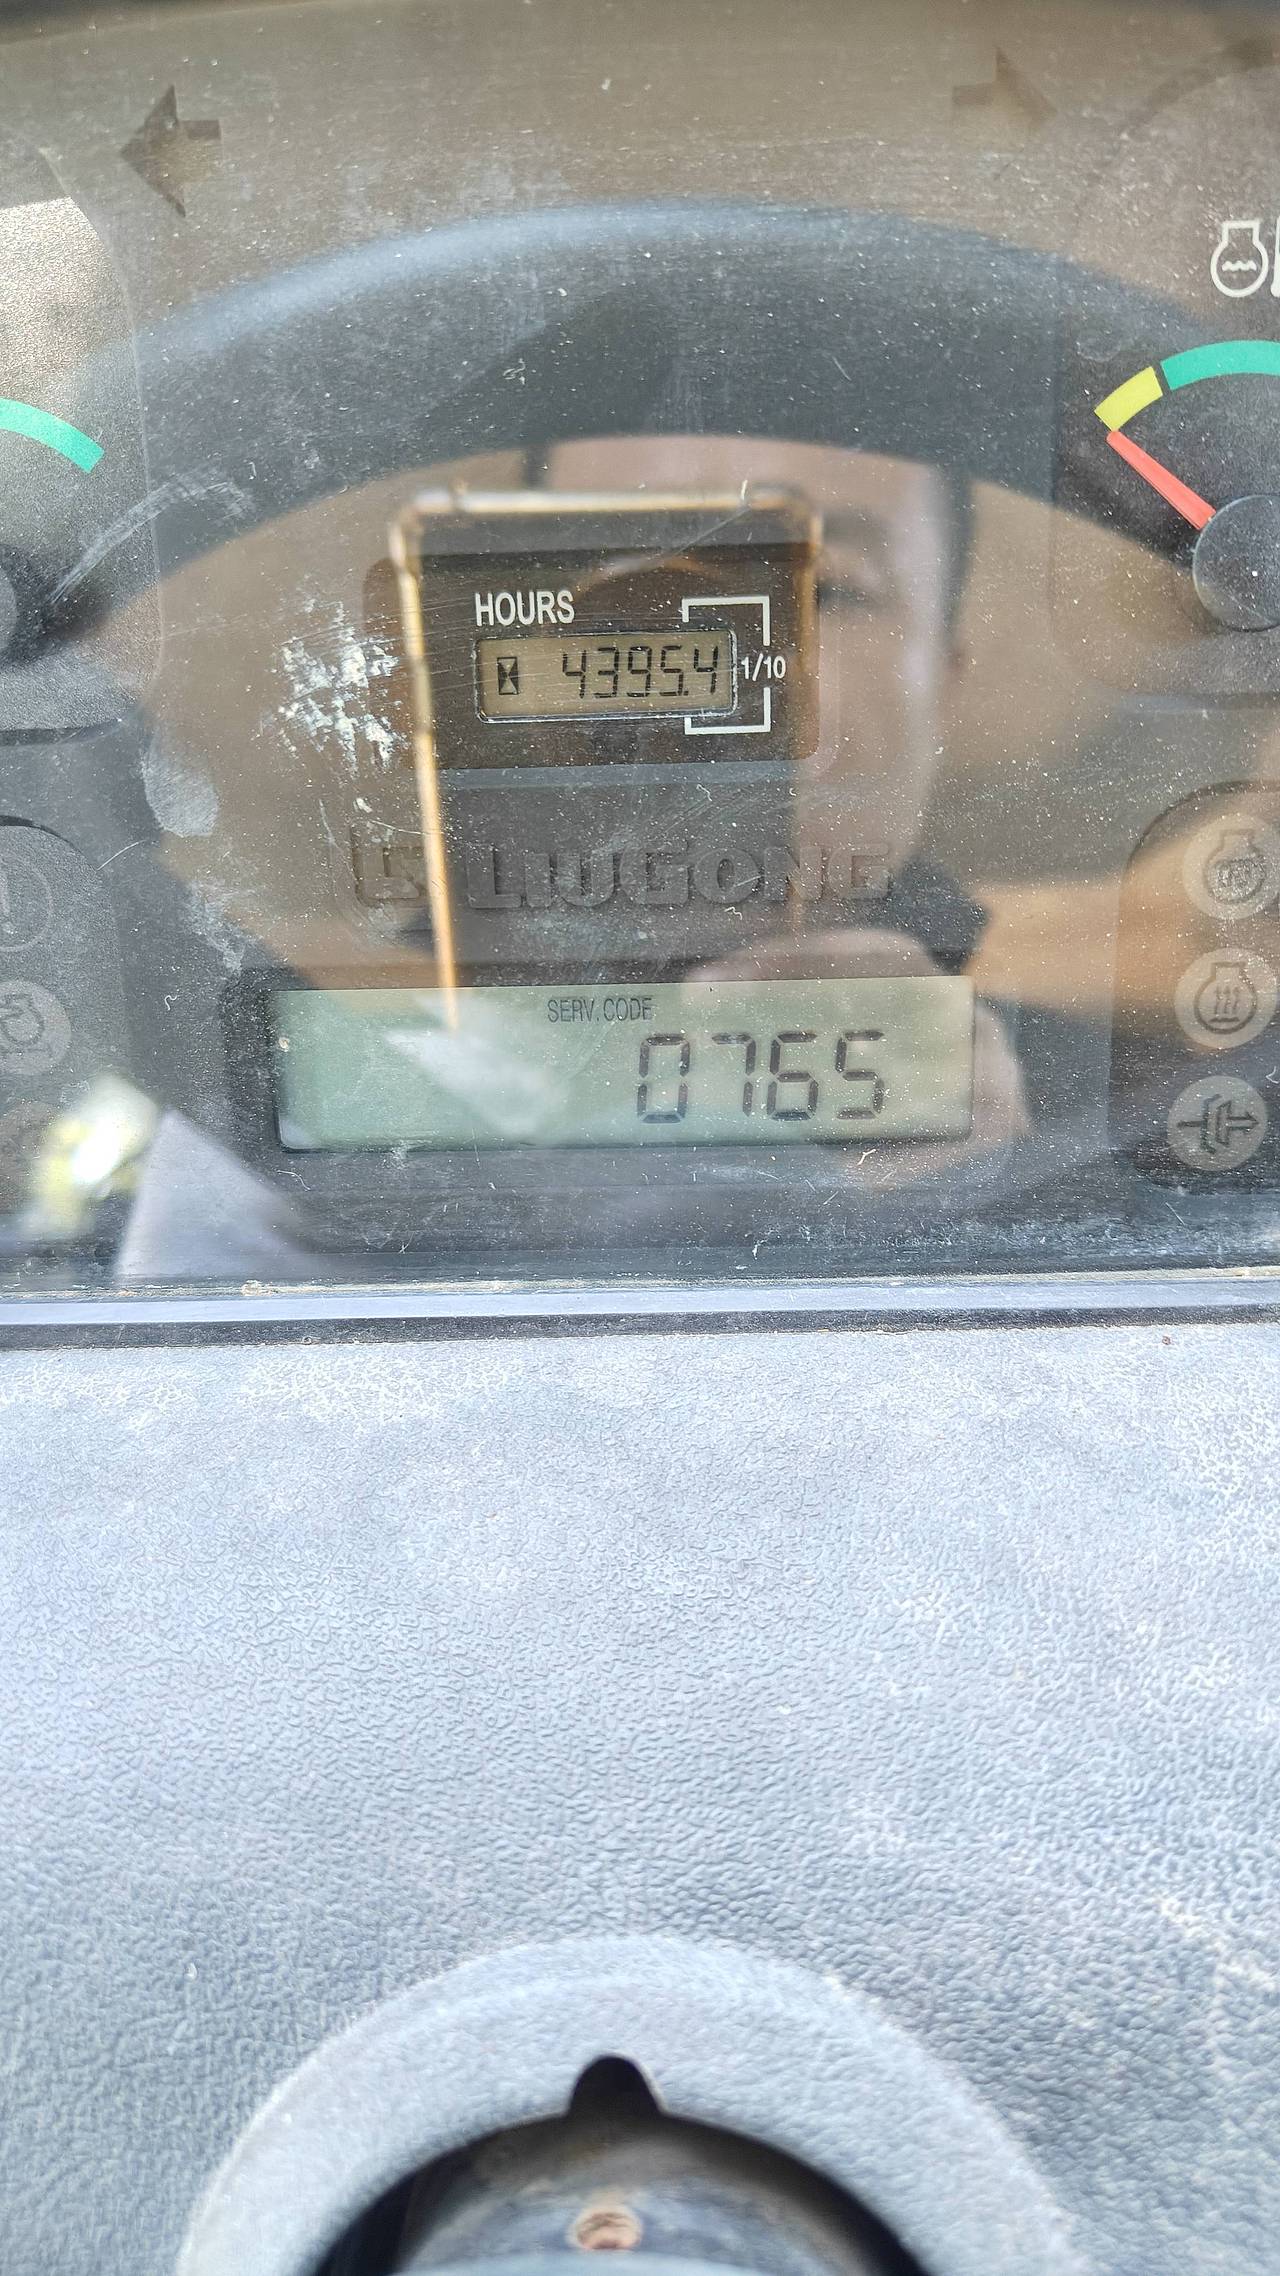 HOURS
4395.4
1/10
LIUGONG
SERV. CODE
0765